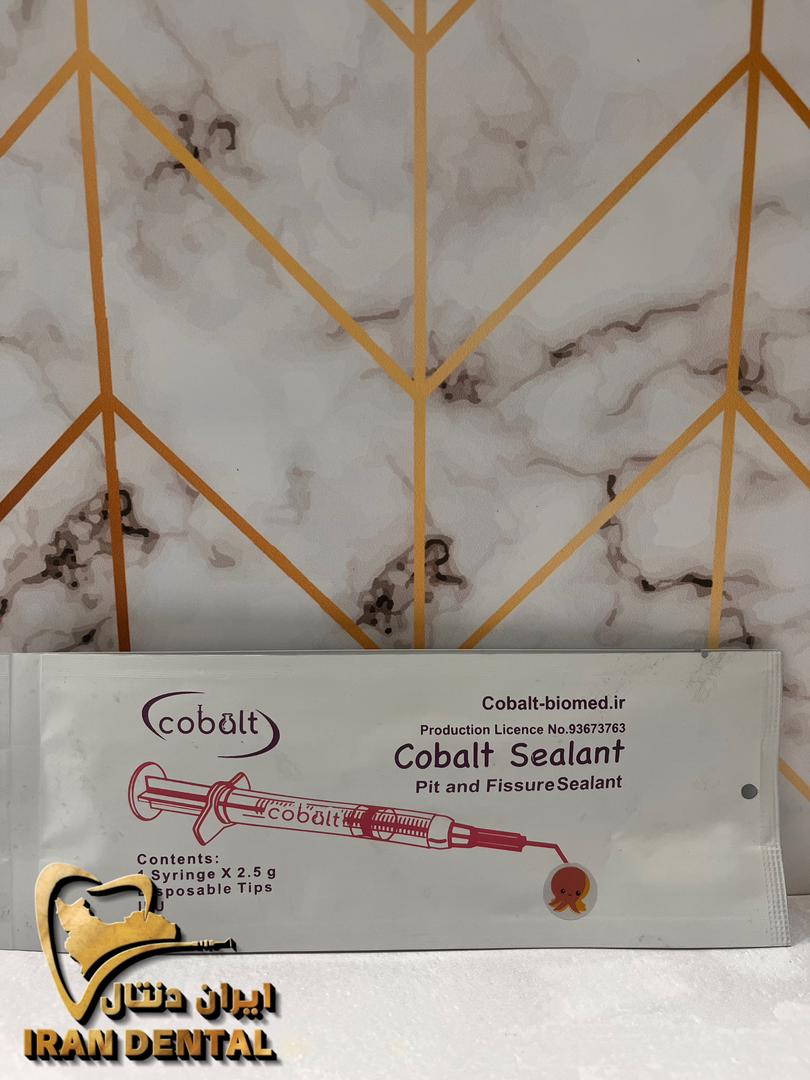 cobalt
Cobalt-biomed.ir
Production Licence No.93673763
Cobalt Sealant
Pit and FissureSealant
cobalt
Contents:
Syringe X 2.5 g
Tips
ایران دنتال
IRAN DENTAL